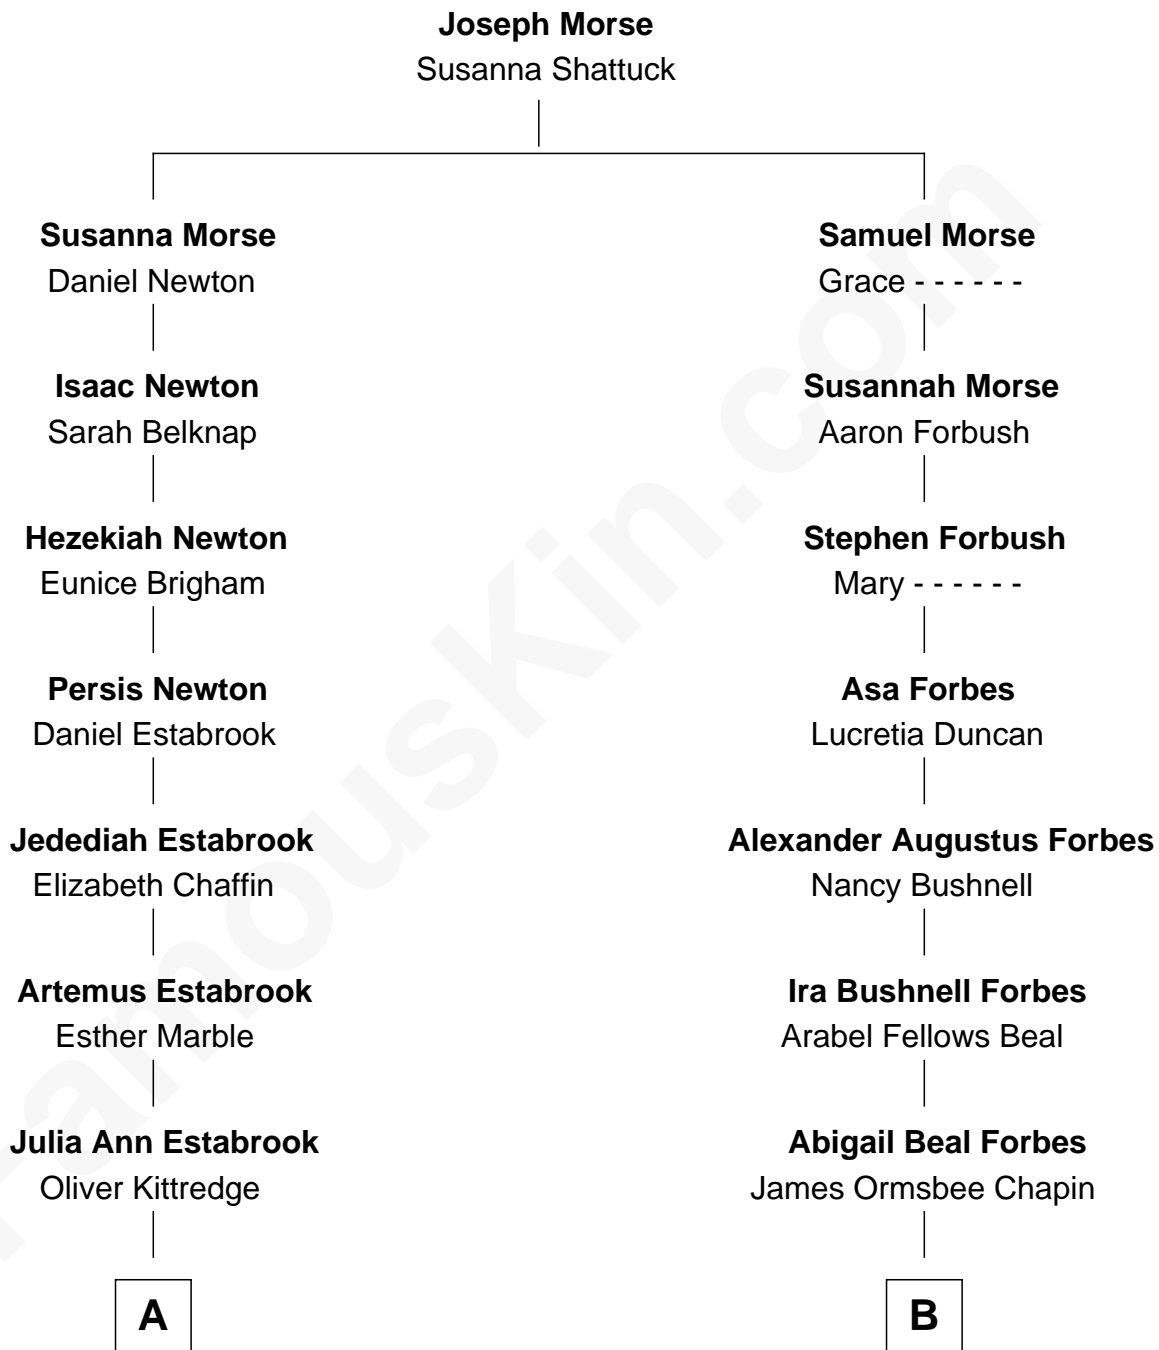 Joseph Morse
Susanna Shattuck
Susanna Morse
Daniel Newton
Samuel Morse
Grace - - - - - -
Isaac Newton
Sarah Belknap
Susannah Morse
Aaron Forbush
Hezekiah Newton
Eunice Brigham
Stephen Forbush
Mary - - - - - -
Persis Newton
Daniel Estabrook
Asa Forbes
Lucretia Duncan
Jedediah Estabrook
Elizabeth Chaffin
Alexander Augustus Forbes
Nancy Bushnell
Artemus Estabrook
Esther Marble
Ira Bushnell Forbes
Arabel Fellows Beal
Julia Ann Estabrook
Oliver Kittredge
Abigail Beal Forbes
James Ormsbee Chapin
A
B
FamousKin.com